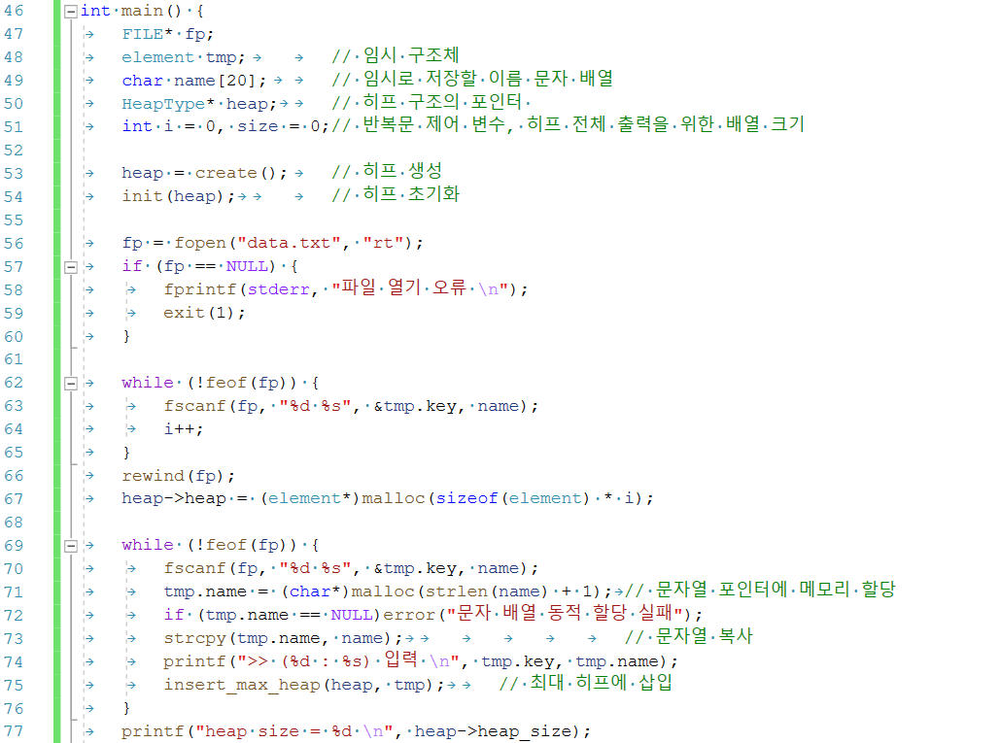 46 int main() {
47 FILE* fp;
48 element tmp; // 임시 구조체
49 char name[20]; // 임시로 저장할 이름 문자 배열
50 HeapType* heap; // 히프 구조의 포인터
51 int i = 0, size = 0;// 반복문 제어 변수, 히프 전체 출력을 위한 배열 크기
52
53 heap = create(); // 히프 생성
54 init(heap); // 히프 초기화
55
56 fp = fopen("data.txt", "rt");
57 if (fp == NULL) {
58 fprintf(stderr, "파일 열기 오류 \n");
59 exit(1);
60 }
61
62 while (!feof(fp)) {
63 fscanf(fp, "%d %s", &tmp.key, name);
64 i++;
65 }
66 rewind(fp);
67 heap->heap = (element*)malloc(sizeof(element) * i);
68
69 while (!feof(fp)) {
70 fscanf(fp, "%d %s", &tmp.key, name);
71 tmp.name = (char*)malloc(strlen(name) + 1); // 문자열 포인터에 메모리 할당
72 if (tmp.name == NULL)error("문자 배열 동적 할당 실패");
73 strcpy(tmp.name, name); // 문자열 복사
74 printf(">> (%d : %s) 입력 \n", tmp.key, tmp.name);
75 insert_max_heap(heap, tmp); // 최대 히프에 삽입
76 }
77 printf("heap size = %d \n", heap->heap_size);